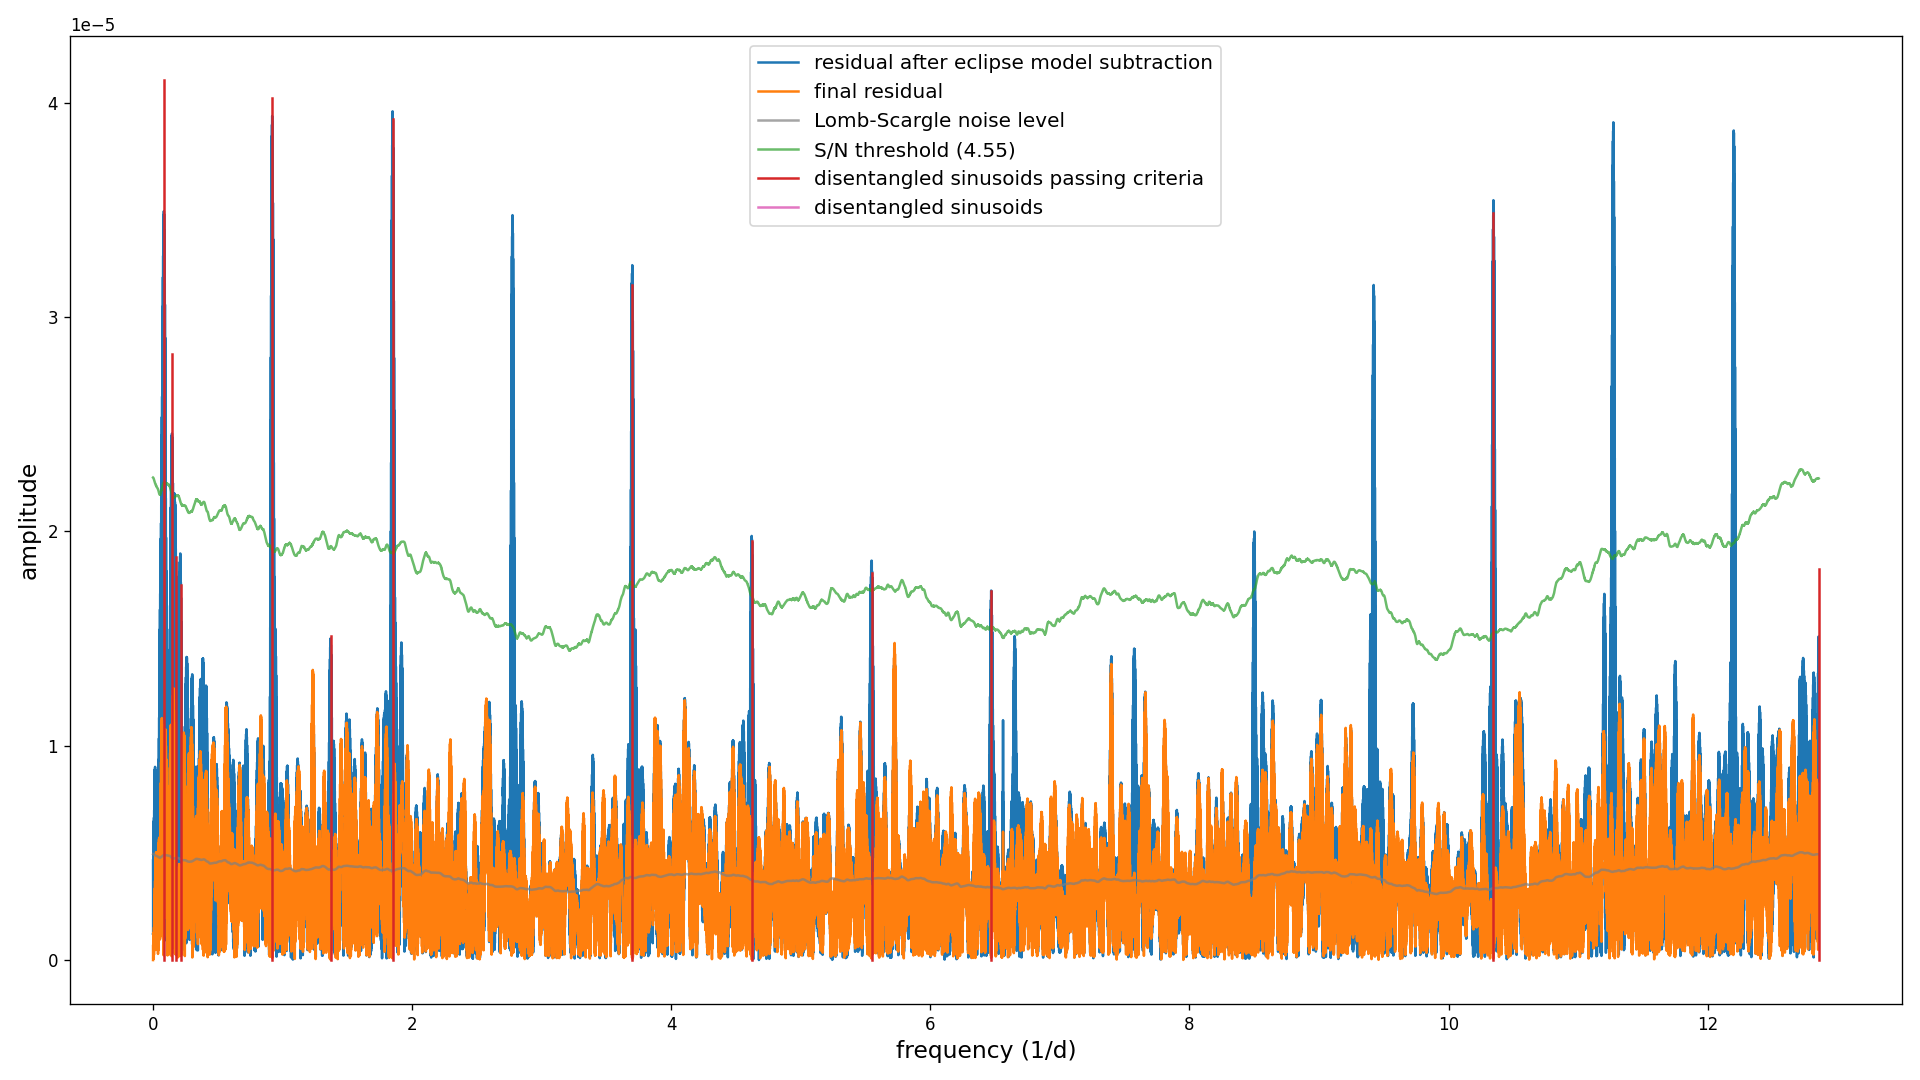 1e−5
residual after eclipse model subtraction
final residual
Lomb-Scargle noise level
S/N threshold (4.55)
disentangled sinusoids passing criteria
disentangled sinusoids
4
3
2
1
0
amplitude
0 2 4 6 8 10 12
frequency (1/d)